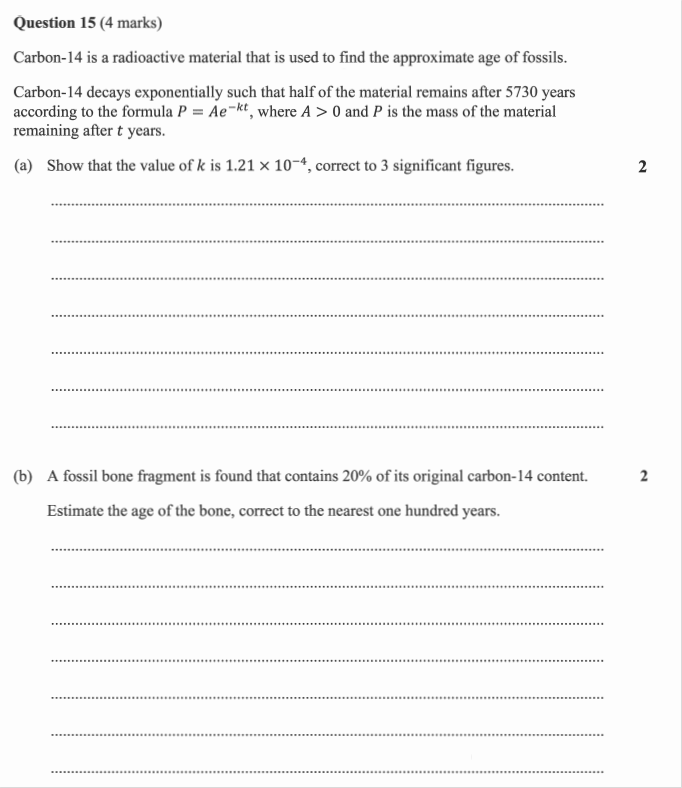 Question 15 (4 marks)
Carbon-14 is a radioactive material that is used to find the approximate age of fossils.
Carbon-14 decays exponentially such that half of the material remains after 5730 years
according to the formula P = Ae^{-kt}, where A > 0 and P is the mass of the material
remaining after t years.
(a) Show that the value of k is 1.21 × 10^{-4}, correct to 3 significant figures. 2
(b) A fossil bone fragment is found that contains 20% of its original carbon-14 content. 2
Estimate the age of the bone, correct to the nearest one hundred years.